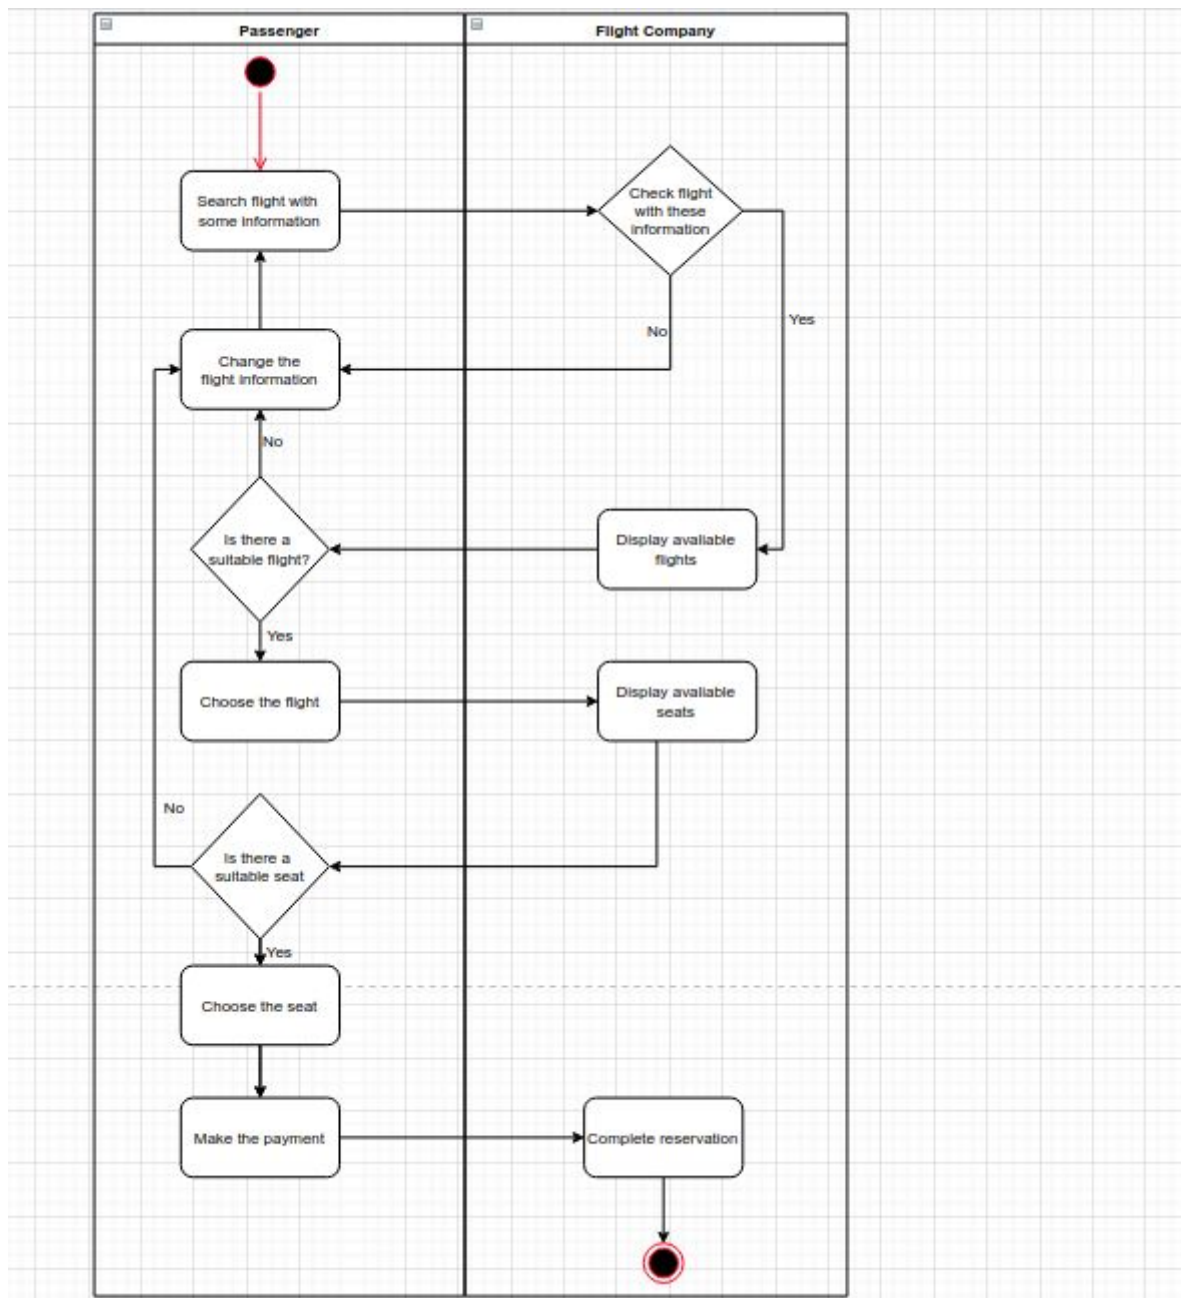 Passenger
Flight Company
Search flight with
some information
Check flight
with these
information
No
Yes
Change the
flight information
No
Is there a
suitable flight?
Display avaliable
flights
Yes
Choose the flight
Display avaliable
seats
No
Is there a
suitable seat
Yes
Choose the seat
Make the payment
Complete reservation